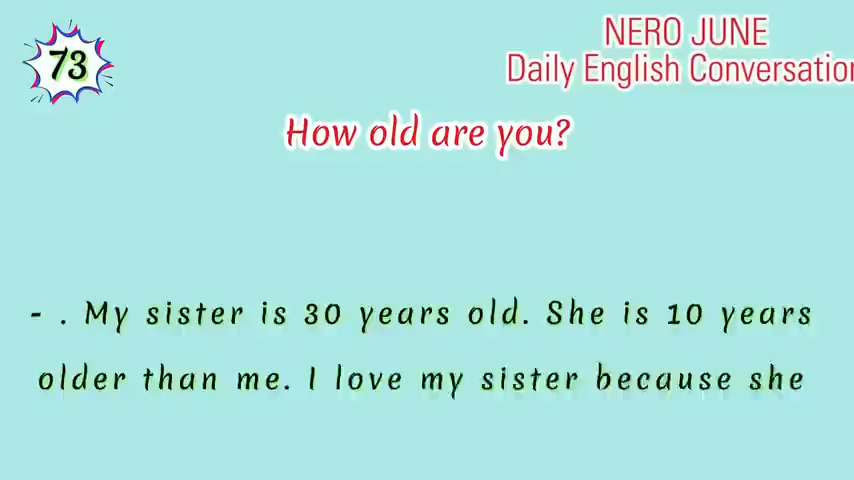 73
NERO JUNE
Daily English Conversation
How old are you?
- . My sister is 30 years old. She is 10 years
older than me. I love my sister because she